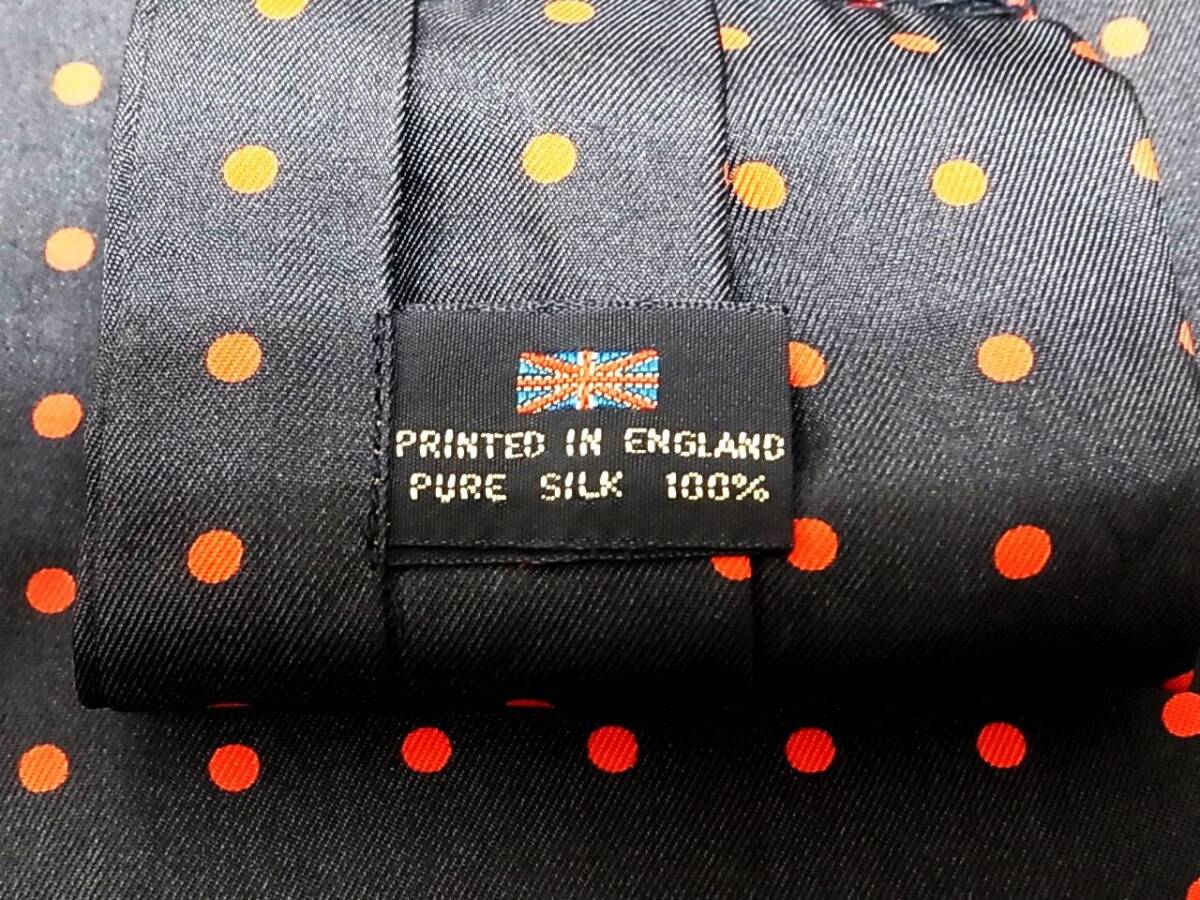 PRINTED IN ENGLAND
PURE SILK 100%